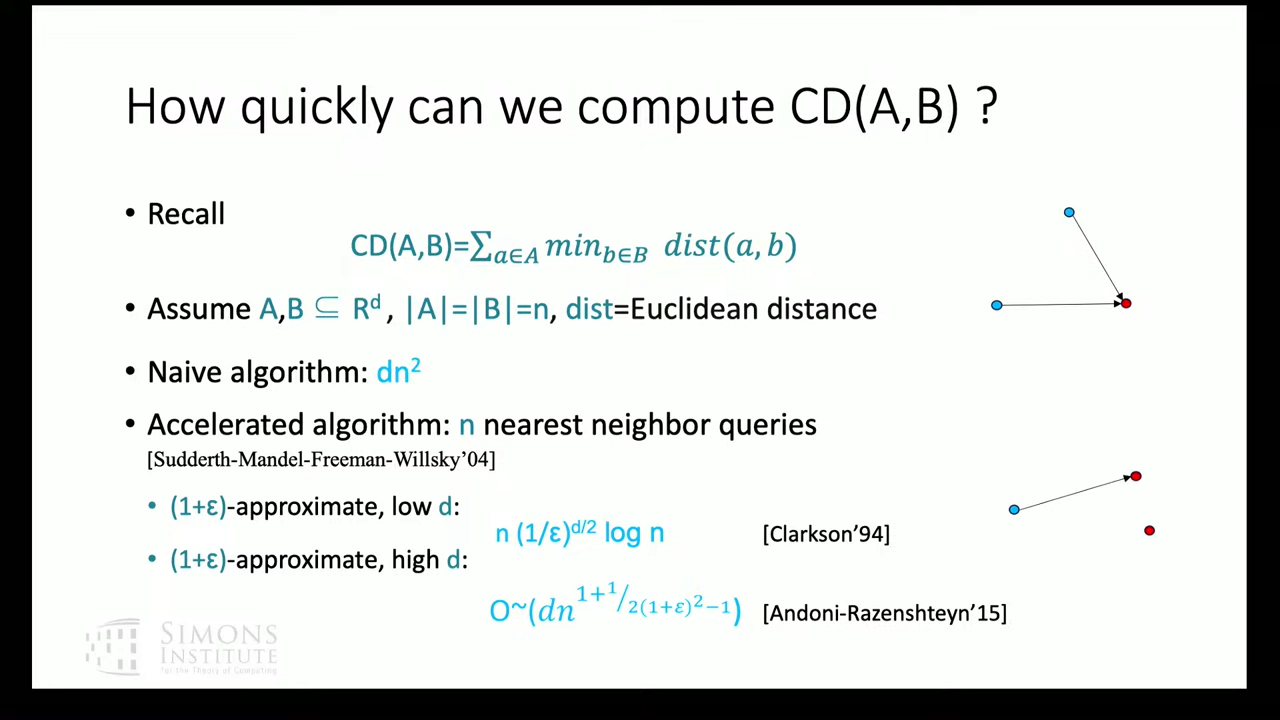 How quickly can we compute CD(A,B) ?
• Recall
CD(A,B)=∑a∈A minb∈B dist(a, b)
• Assume A,B ⊆ Rᵈ, |A|=|B|=n, dist=Euclidean distance
• Naive algorithm: dn²
• Accelerated algorithm: n nearest neighbor queries
[Sudderth-Mandel-Freeman-Willsky’04]
• (1+ε)-approximate, low d:
n (1/ε)^d/2 log n [Clarkson’94]
• (1+ε)-approximate, high d:
O~(dn^1+1/2(1+ε)²−1) [Andoni-Razenshteyn’15]
SIMONS
INSTITUTE
for the Theory of Computing